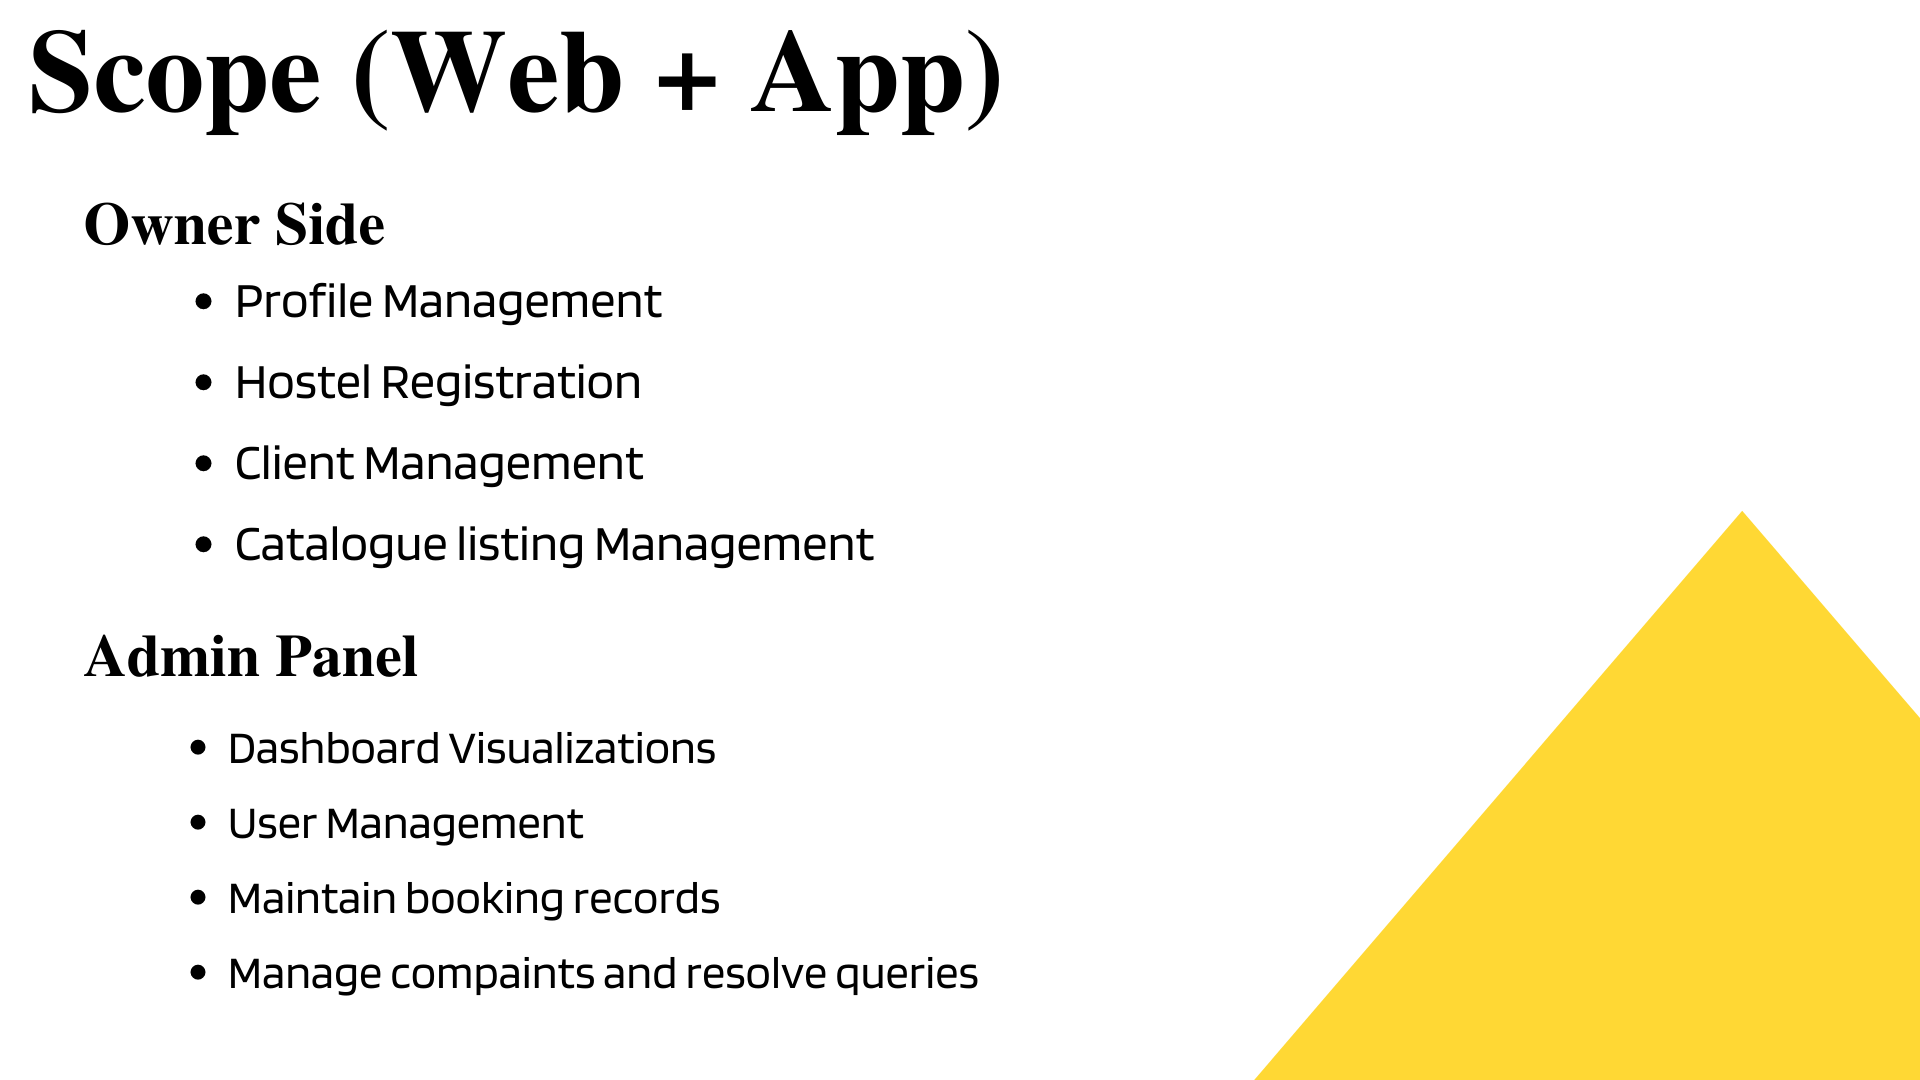 Scope (Web + App)
Owner Side
• Profile Management
• Hostel Registration
• Client Management
• Catalogue listing Management
Admin Panel
• Dashboard Visualizations
• User Management
• Maintain booking records
• Manage compaints and resolve queries